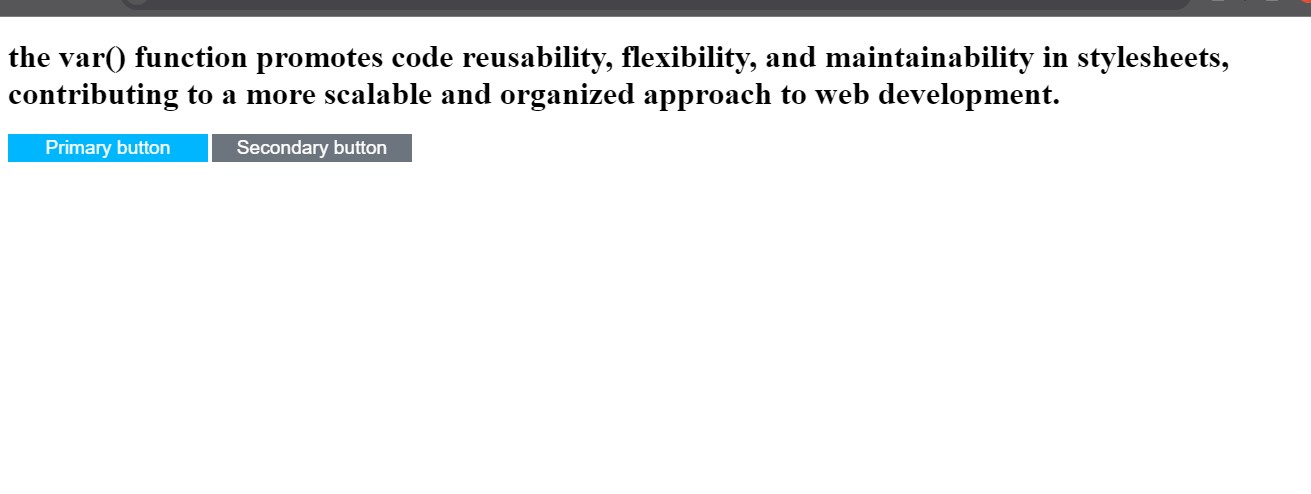 the var() function promotes code reusability, flexibility, and maintainability in stylesheets,
contributing to a more scalable and organized approach to web development.
Primary button Secondary button